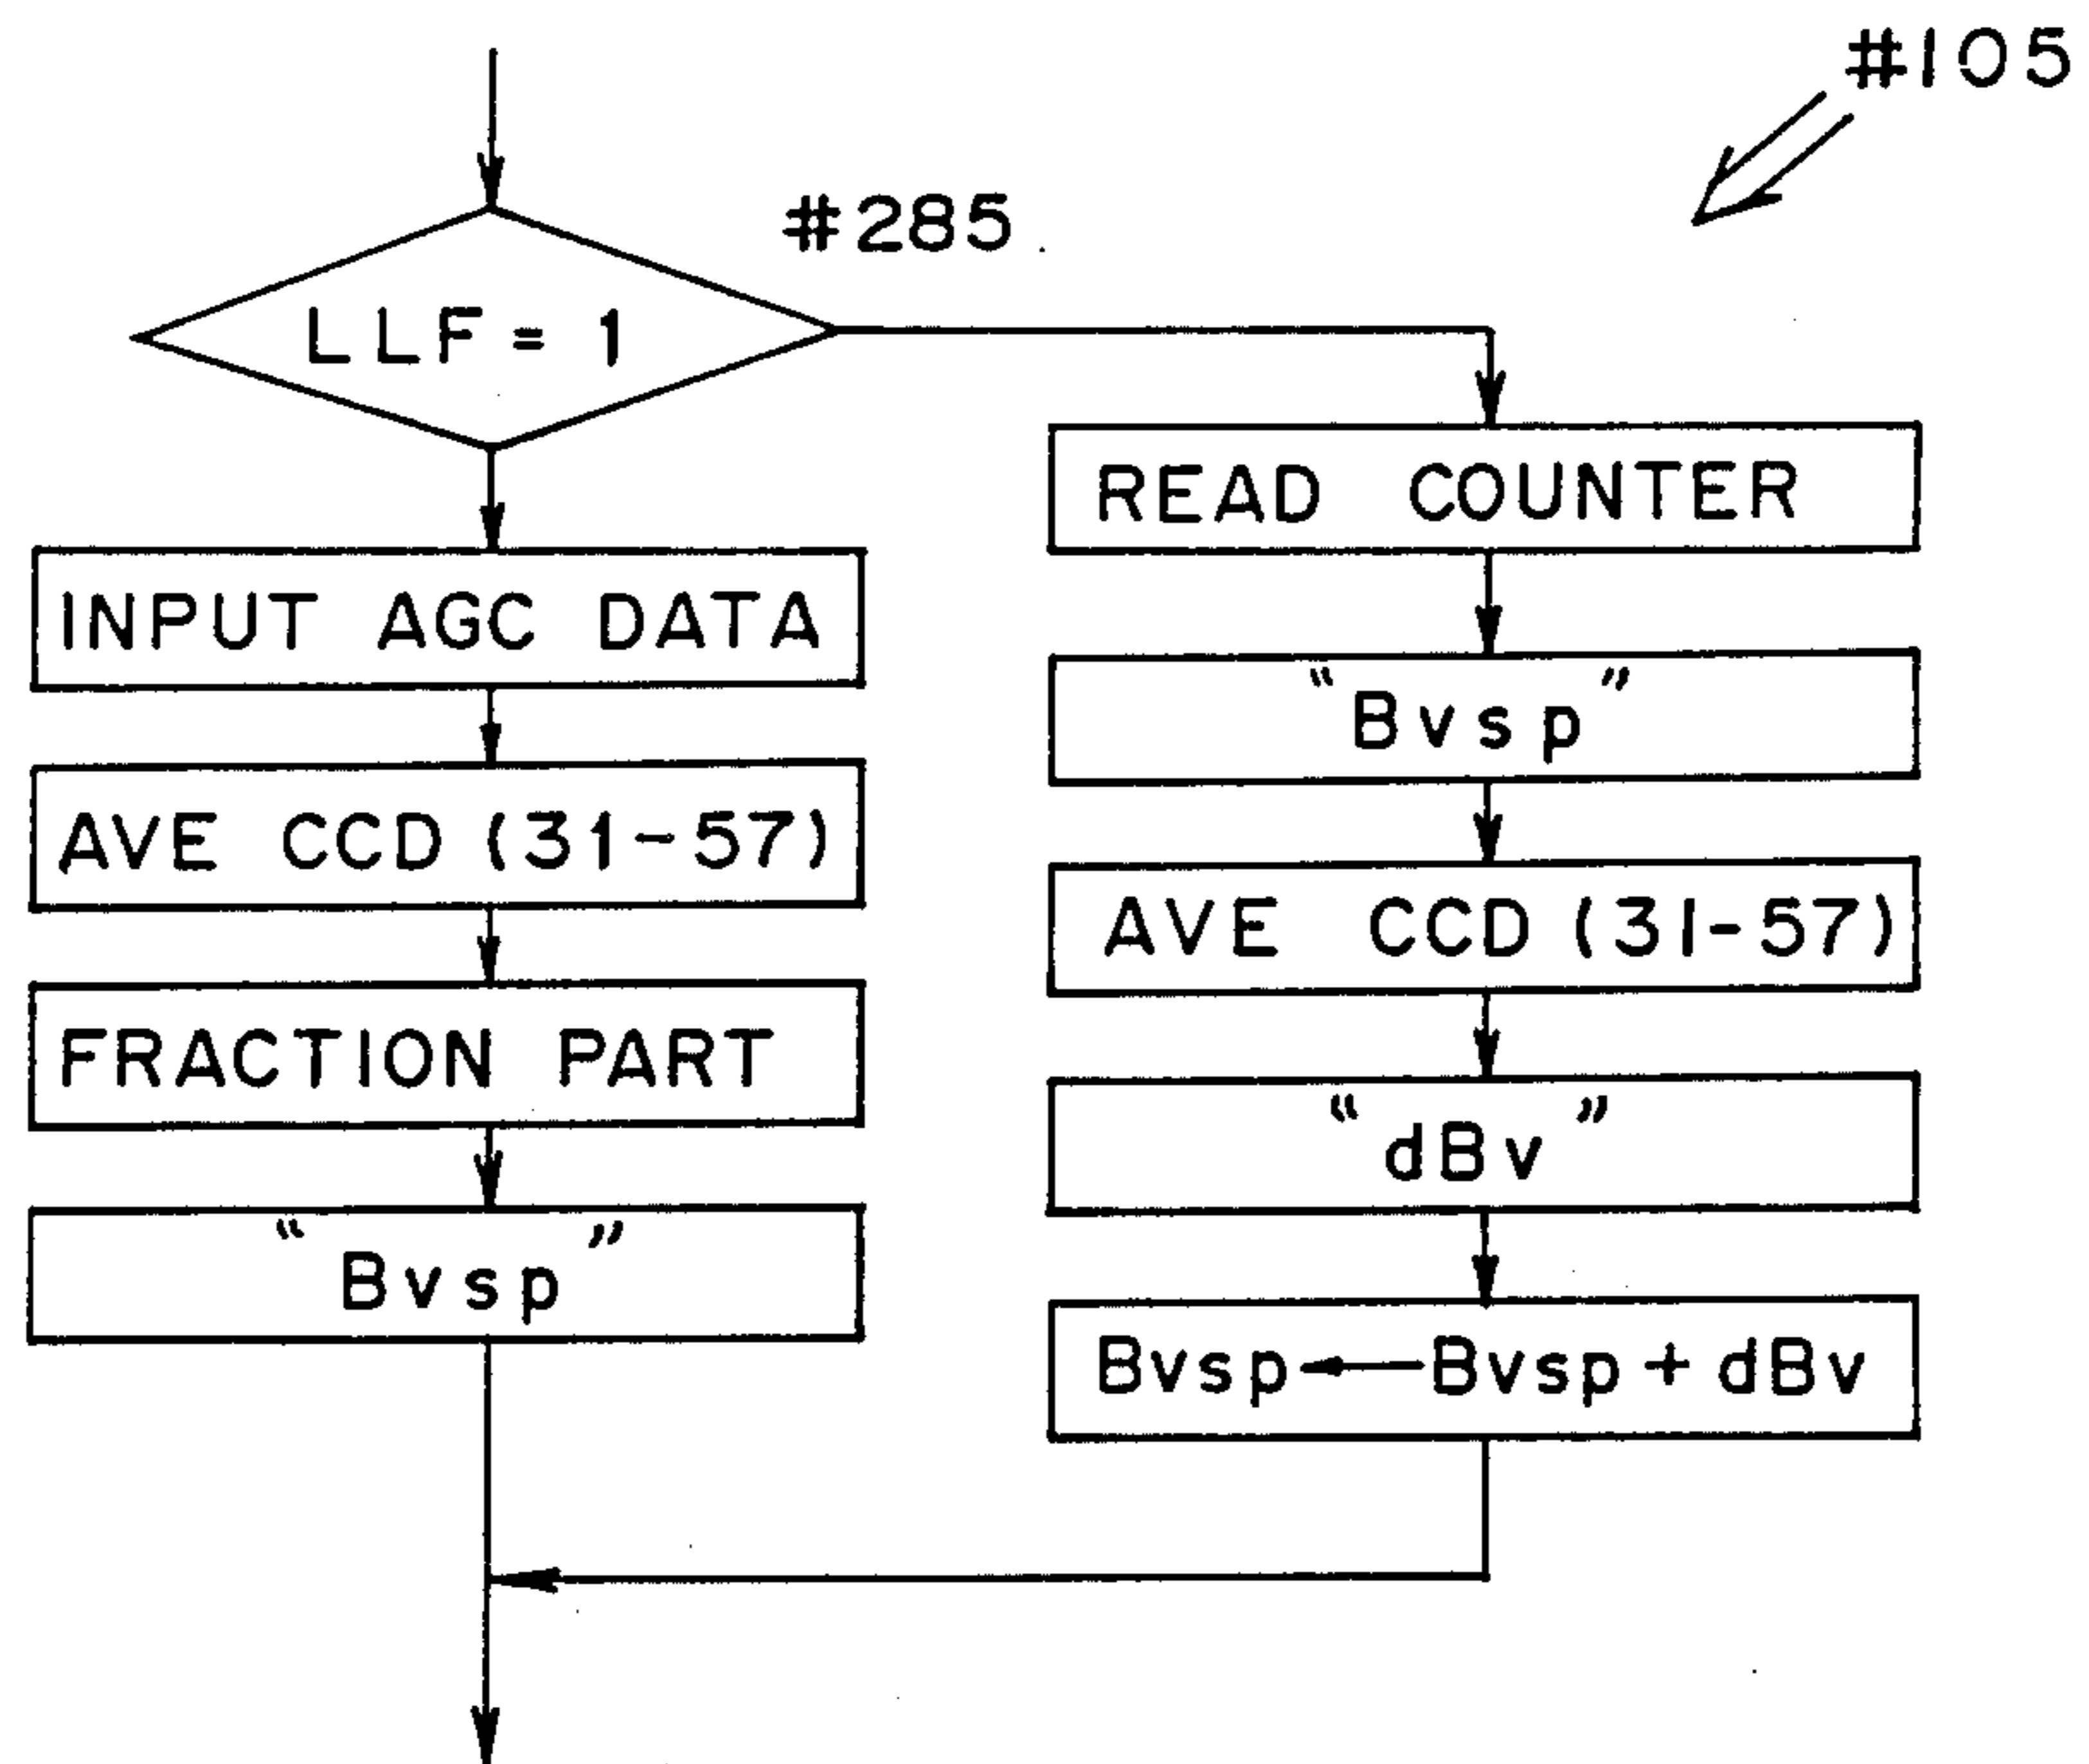 #105
#285
LLF = 1
INPUT AGC DATA
AVE CCD (31-57)
FRACTION PART
"Bvsp"
READ COUNTER
"Bvsp"
AVE CCD (31-57)
"dBv"
Bvsp ← Bvsp + dBv